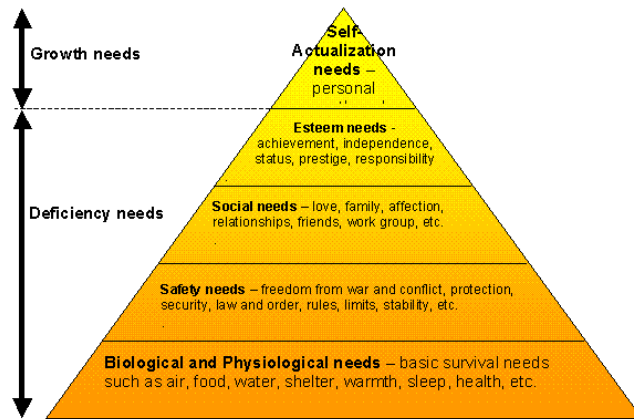 Growth needs
Deficiency needs
Self-
Actualization
needs –
personal
Esteem needs -
achievement, independence,
status, prestige, responsibility
Social needs – love, family, affection,
relationships, friends, work group, etc.
Safety needs – freedom from war and conflict, protection,
security, law and order, rules, limits, stability, etc.
Biological and Physiological needs – basic survival needs
such as air, food, water, shelter, warmth, sleep, health, etc.